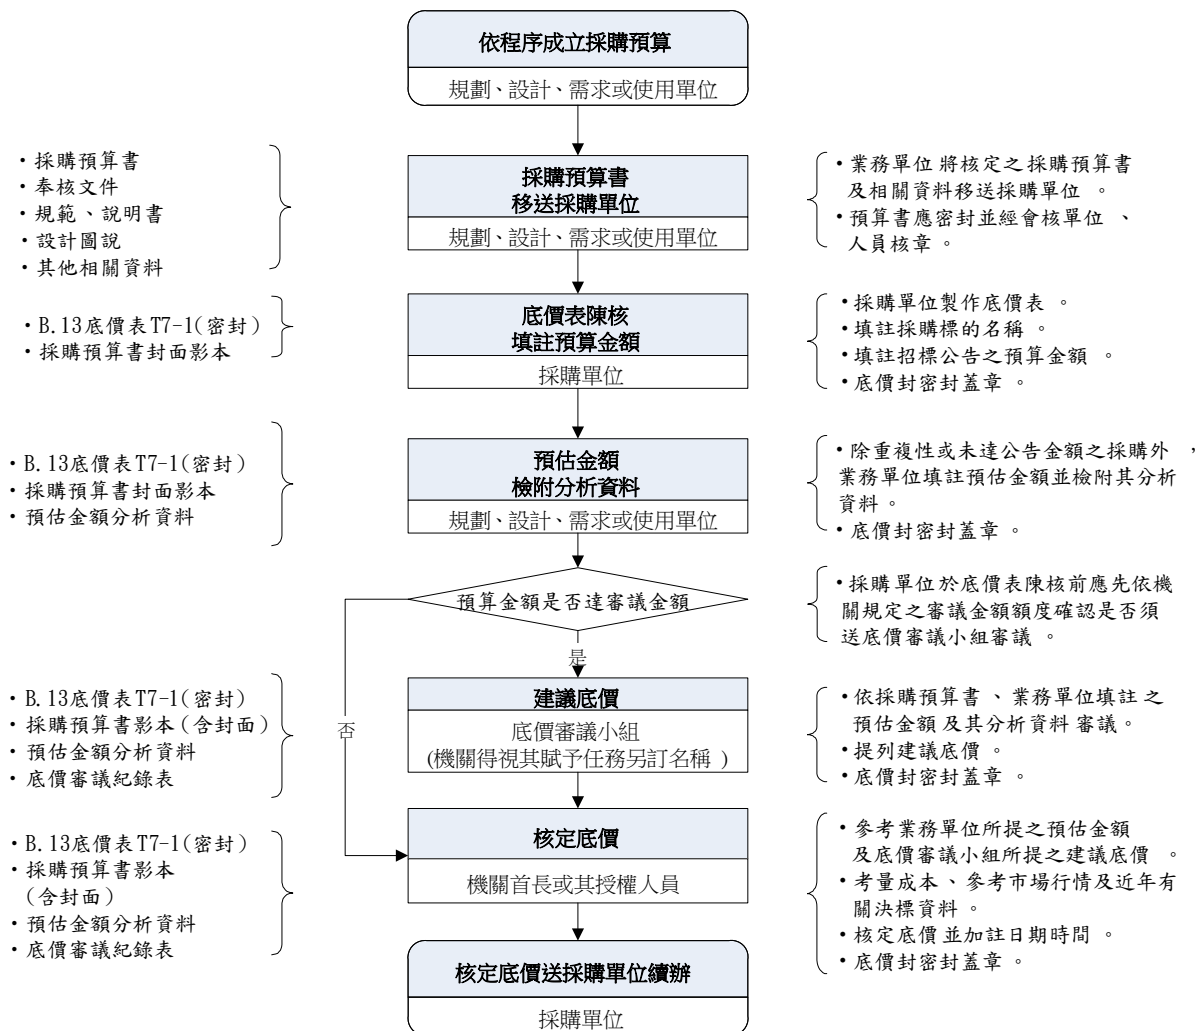 依程序成立採購預算
規劃、設計、需求或使用單位
・採購預算書
・奉核文件
・規範、說明書
・設計圖說
・其他相關資料
採購預算書
移送採購單位
規劃、設計、需求或使用單位
・業務單位 將核定之採購預算書
及相關資料移送採購單位 。
・預算書應密封並經會核單位 、
人員核章 。
・B.13底價表T7-1(密封)
・採購預算書封面影本
底價表陳核
填註預算金額
採購單位
・採購單位製作底價表 。
・填註採購標的名稱 。
・填註招標公告之預算金額 。
・底價封密封蓋章 。
・B.13底價表T7-1(密封)
・採購預算書封面影本
・預估金額分析資料
預估金額
檢附分析資料
規劃、設計、需求或使用單位
・除重複性或未達公告金額之採購外 ,
業務單位填註預估金額並檢附其分析
資料。
・底價封密封蓋章 。
預算金額是否達審議金額
・採購單位於底價表陳核前應先依機
關規定之審議金額額度確認是否須
送底價審議小組審議 。
是
否
・B.13底價表T7-1(密封)
・採購預算書影本(含封面)
・預估金額分析資料
・底價審議紀錄表
建議底價
底價審議小組
(機關得視其賦予任務另訂名稱 )
・依採購預算書 、業務單位填註 之
預估金額 及其分析資料 審議。
・提列建議底價 。
・底價封密封蓋章 。
・B.13底價表T7-1(密封)
・採購預算書影本
(含封面)
・預估金額分析資料
・底價審議紀錄表
核定底價
機關首長或其授權人員
・參考業務單位所提之預估金額
及底價審議小組所提之建議底價 。
・考量成本 、參考市場行情及近年有
關決標資料 。
・核定底價 並加註日期時間 。
・底價封密封蓋章 。
核定底價送採購單位續辦
採購單位